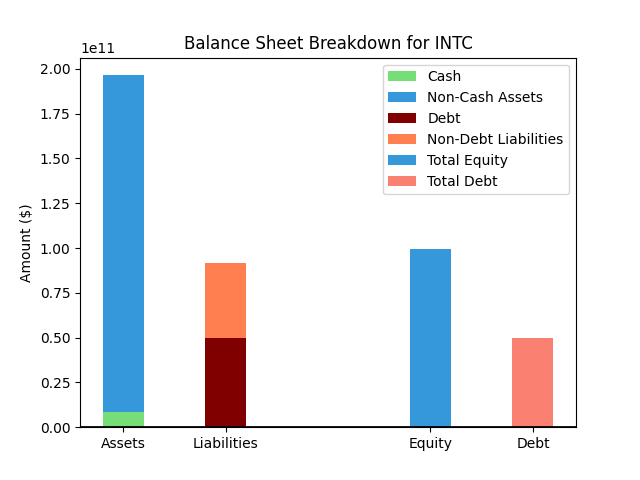 Balance Sheet Breakdown for INTC
1e11
Amount ($)
2.00
1.75
1.50
1.25
1.00
0.75
0.50
0.25
0.00
Cash
Non-Cash Assets
Debt
Non-Debt Liabilities
Total Equity
Total Debt
Assets
Liabilities
Equity
Debt